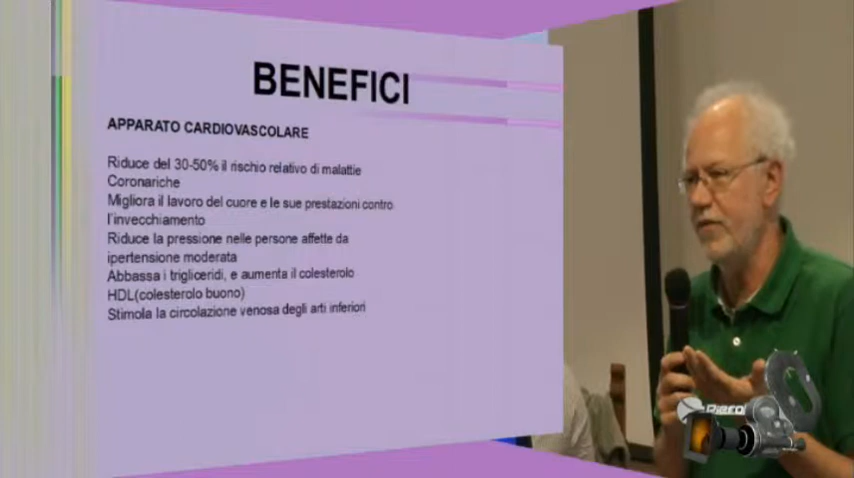 BENEFICI
APPARATO CARDIOVASCOLARE
Riduce del 30-50% il rischio relativo di malattie
Coronariche
Migliora il lavoro del cuore e le sue prestazioni contro
l'invecchiamento
Riduce la pressione nelle persone affette da
ipertensione moderata
Abbassa i trigliceridi, e aumenta il colesterolo
HDL(colesterolo buono)
Stimola la circolazione venosa degli arti inferiori